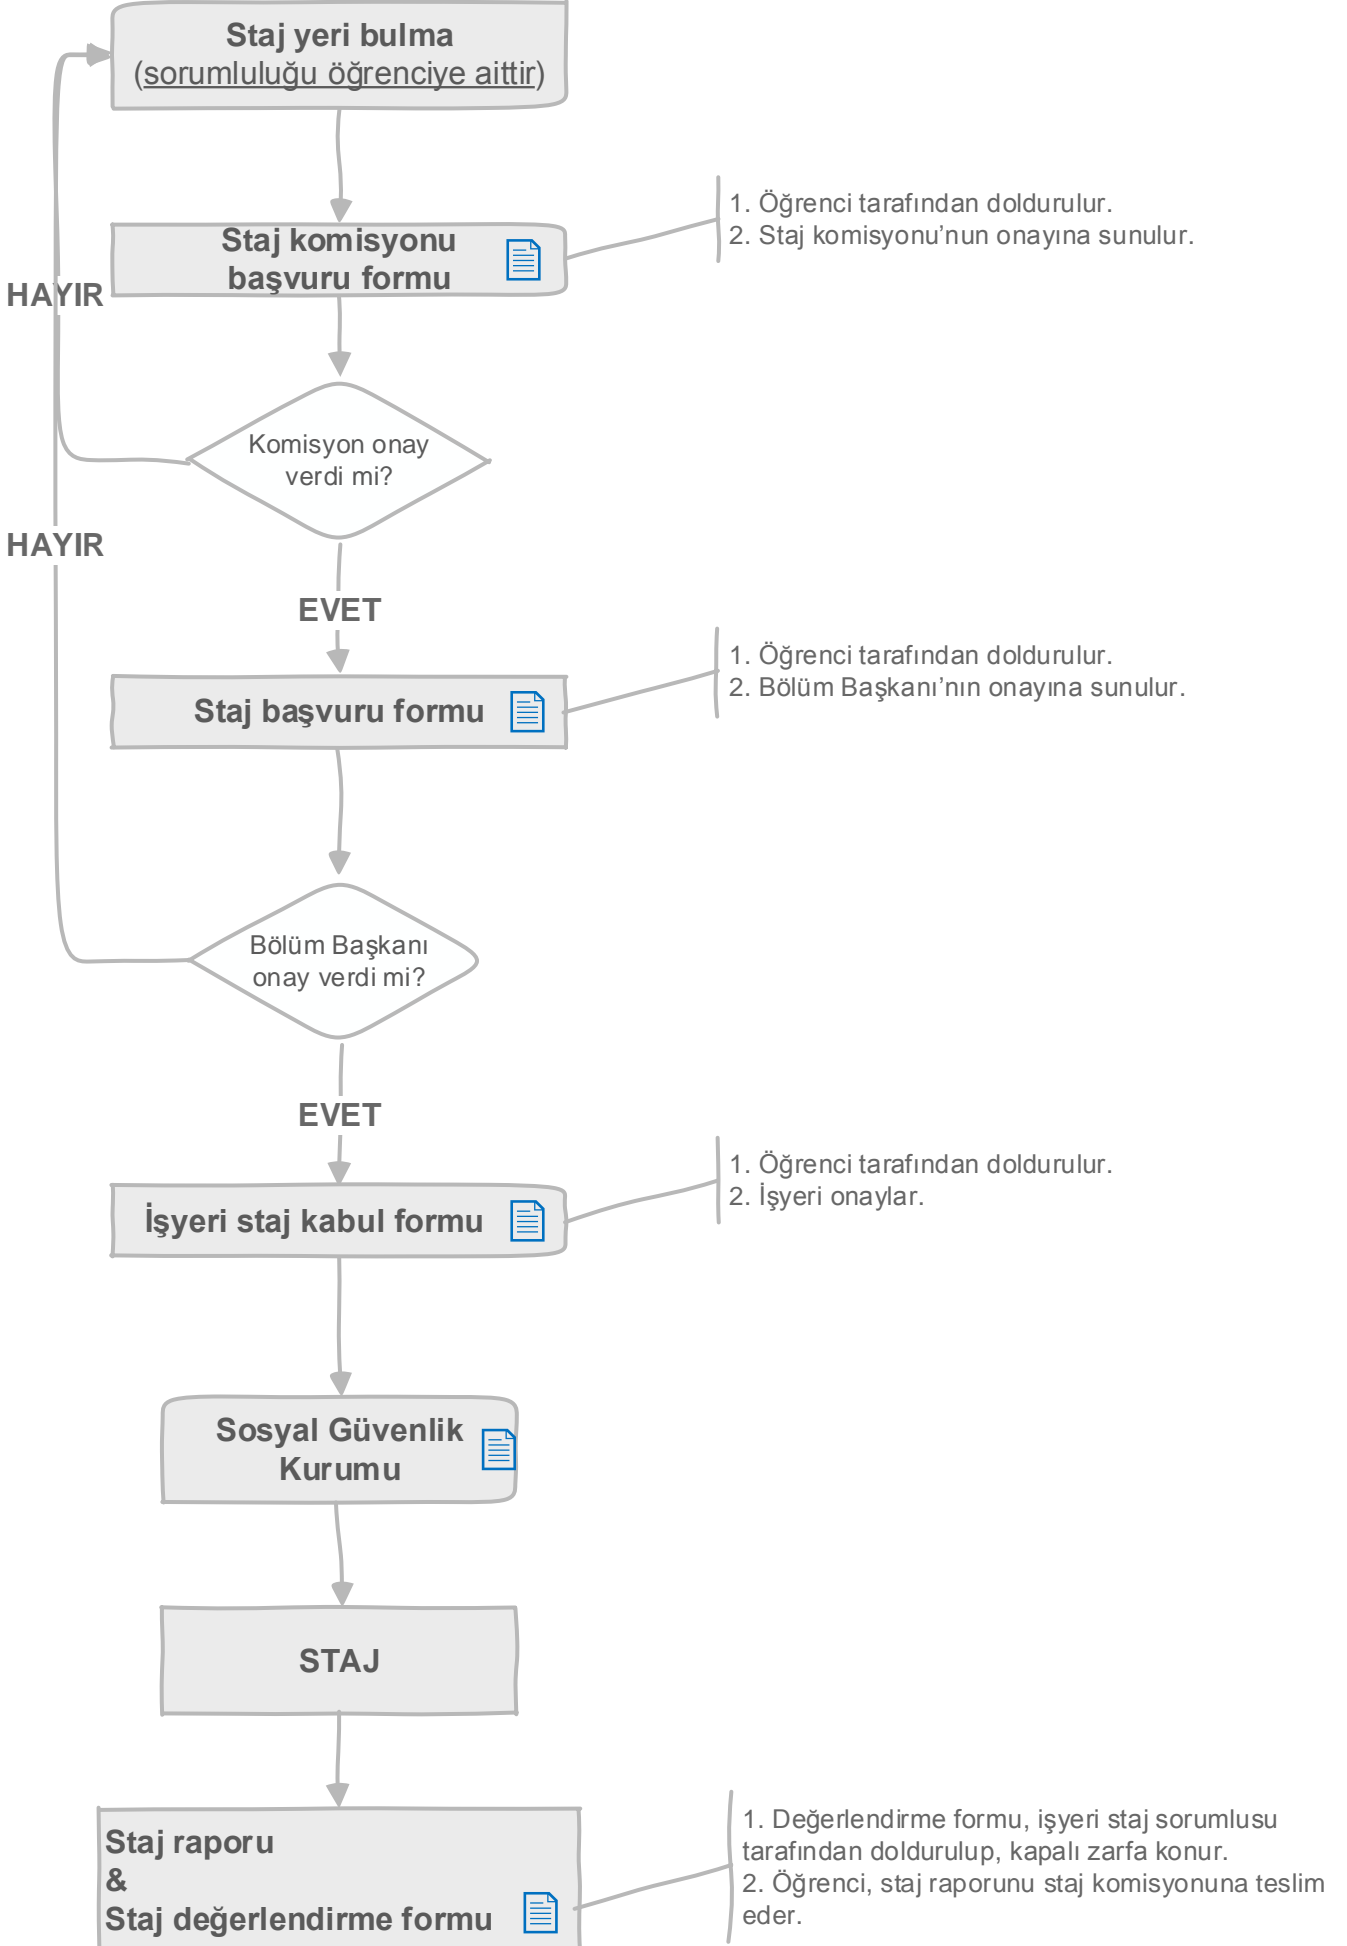 Staj yeri bulma
(sorumluluğu öğrenciye aittir)
1. Öğrenci tarafından doldurulur.
2. Staj komisyonu’nun onayına sunulur.
Staj komisyonu
başvuru formu
HAYIR
Komisyon onay
verdi mi?
HAYIR
EVET
1. Öğrenci tarafından doldurulur.
2. Bölüm Başkanı’nın onayına sunulur.
Staj başvuru formu
Bölüm Başkanı
onay verdi mi?
EVET
1. Öğrenci tarafından doldurulur.
2. İşyeri onaylar.
İşyeri staj kabul formu
Sosyal Güvenlik
Kurumu
STAJ
Staj raporu
&
Staj değerlendirme formu
1. Değerlendirme formu, işyeri staj sorumlusu
tarafından doldurulup, kapalı zarfa konur.
2. Öğrenci, staj raporunu staj komisyonuna teslim
eder.